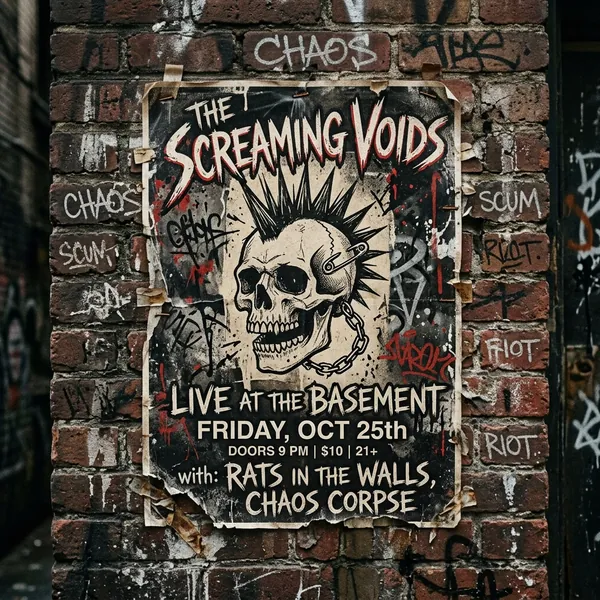 CHAOS
THE
SCREAMING VOIDS
CHAOS
SCUM
SCUM
RIOT
RIOT
LIVE AT THE BASEMENT
FRIDAY, OCT 25th
DOORS 9 PM | $10 | 21+
RIOT
with: RATS IN THE WALLS,
CHAOS CORPSE